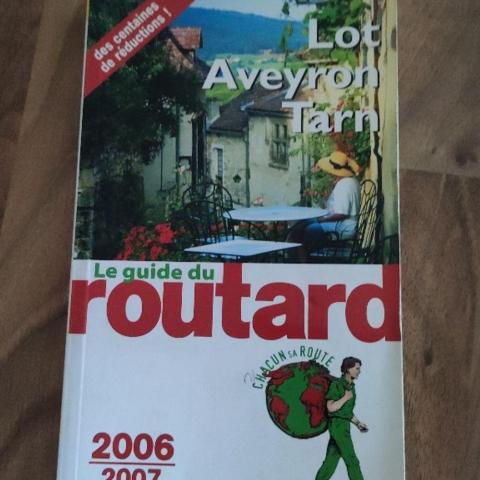 des centaines
de réductions !
Lot
Aveyron
Tarn
Le guide du
routard
CHACUN SA ROUTE
2006
2007